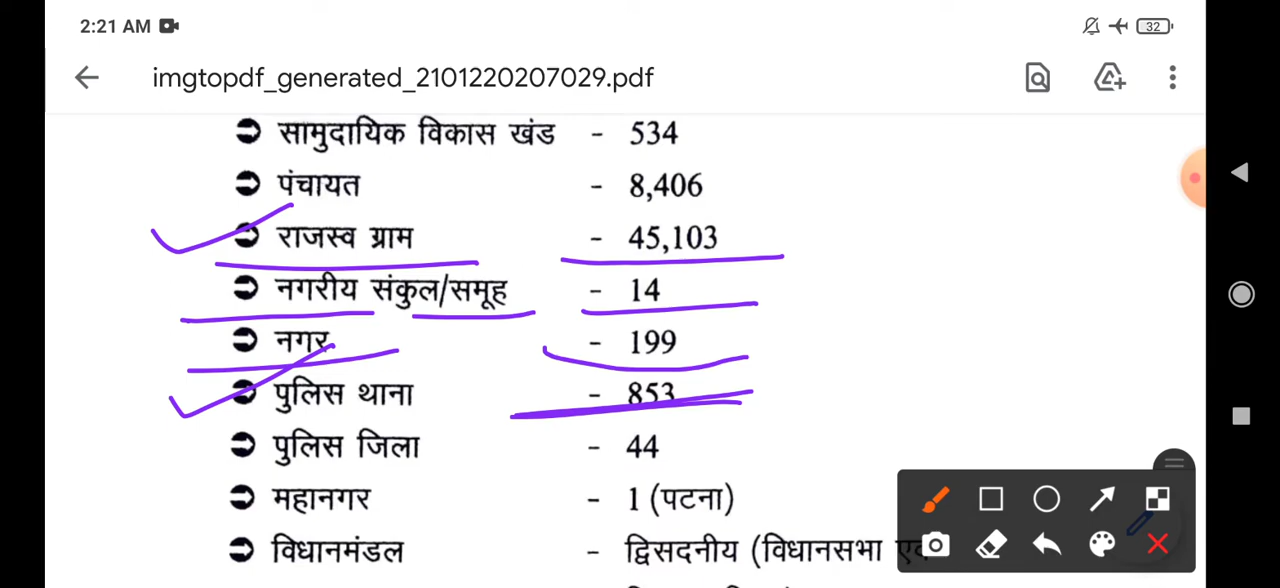 2:21 AM
32
imgtopdf_generated_2101220207029.pdf
सामुदायिक विकास खंड - 534
पंचायत - 8,406
राजस्व ग्राम - 45,103
नगरीय संकुल/समूह - 14
नगर - 199
पुलिस थाना - 853
पुलिस जिला - 44
महानगर - 1 (पटना)
विधानमंडल - द्विसदनीय (विधानसभा